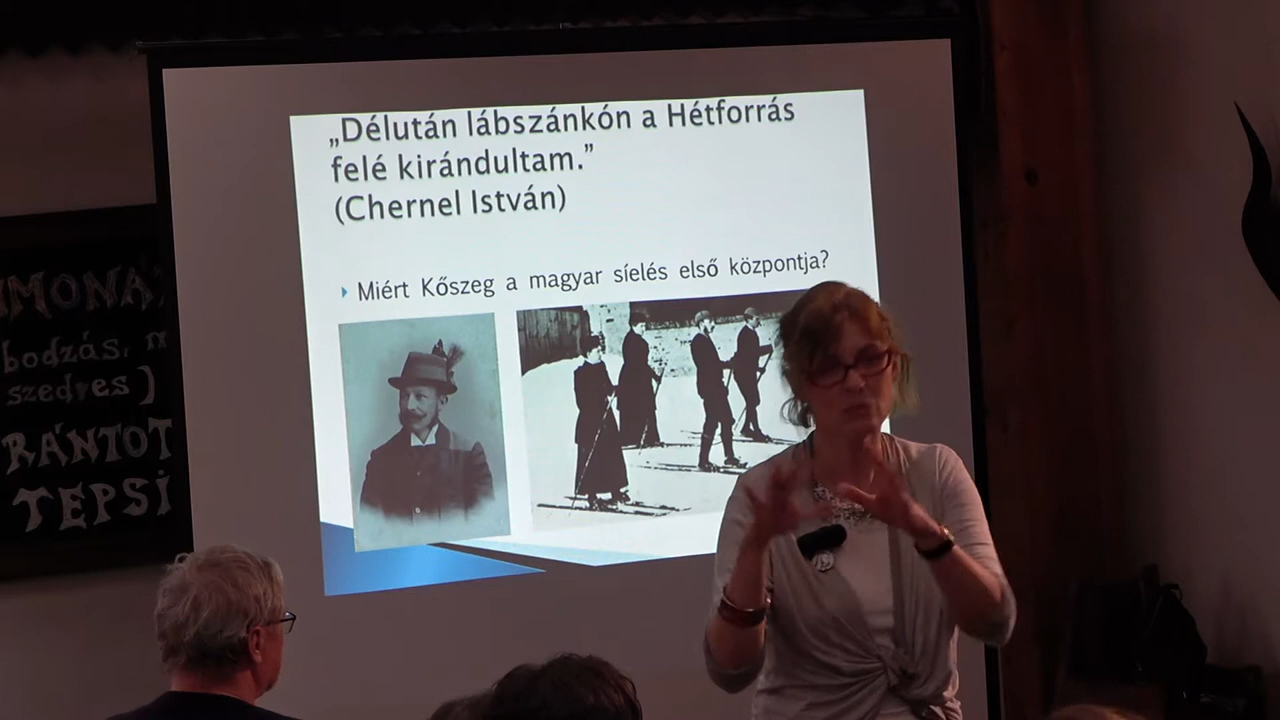 „Délután lábszánkón a Hétforrás
felé kirándultam.”
(Chernel István)
Miért Kőszeg a magyar síelés első központja?
bodzás,
szedres)
RÁNTOT
TEPSI